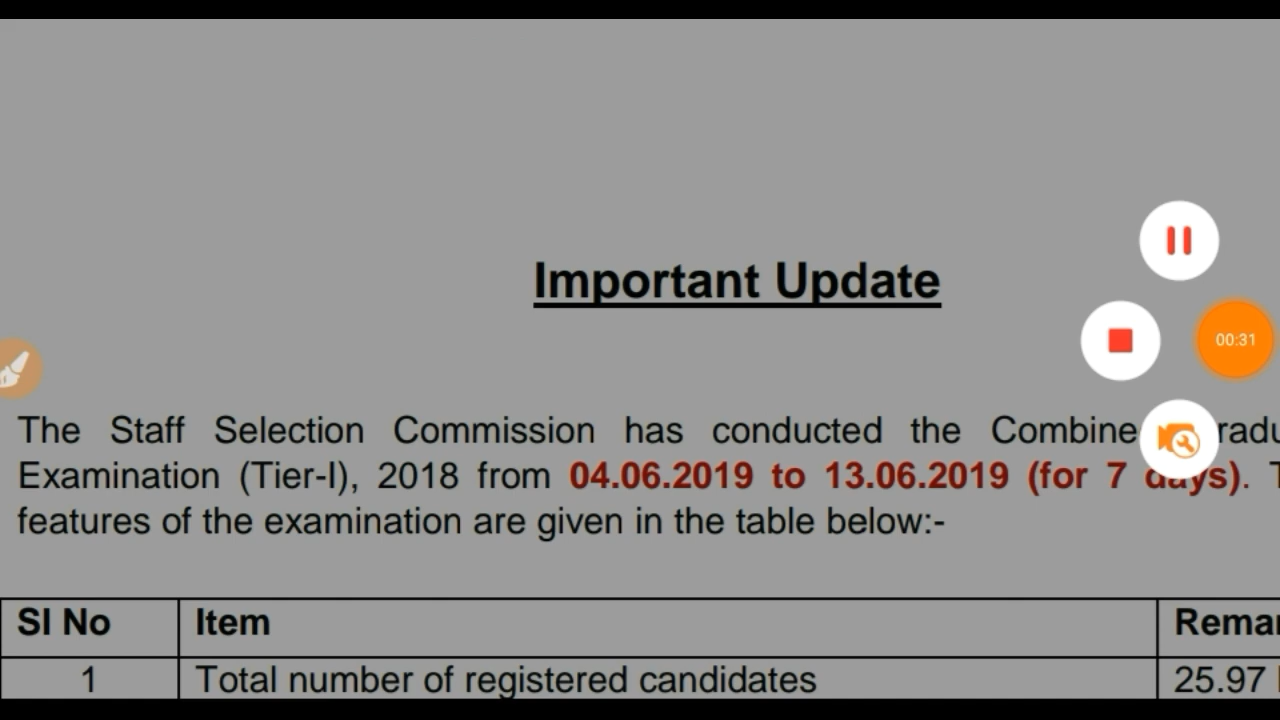 Important Update
00:31
The Staff Selection Commission has conducted the
Examination (Tier-I), 2018 from 04.06.2019 to 13.06.2019 (for 7 days).
features of the examination are given in the table below:-
SI No Item
1 Total number of registered candidates 25.97